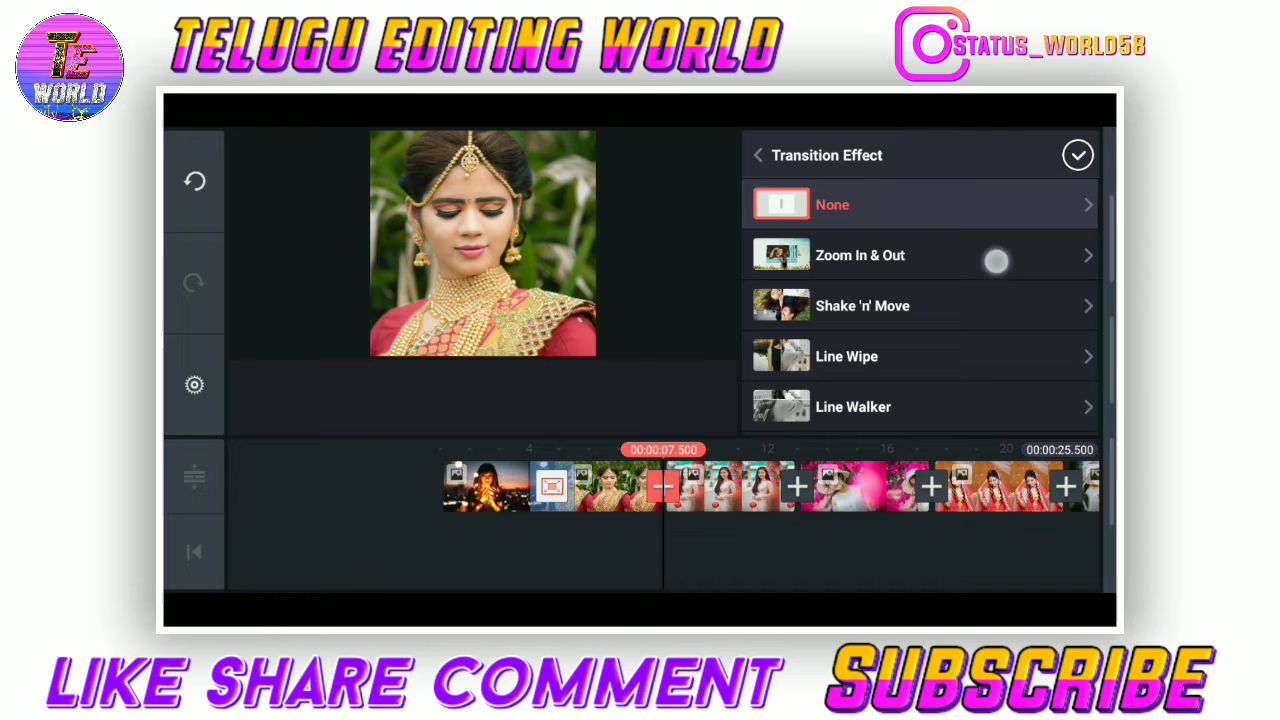 TELUGU EDITING WORLD
STATUS_WORLD58
TE
WORLD
Transition Effect
None
Zoom In & Out
Shake 'n' Move
Line Wipe
Line Walker
4
00:00:07.500
12
16
20
00:00:25.500
LIKE SHARE COMMENT
SUBSCRIBE